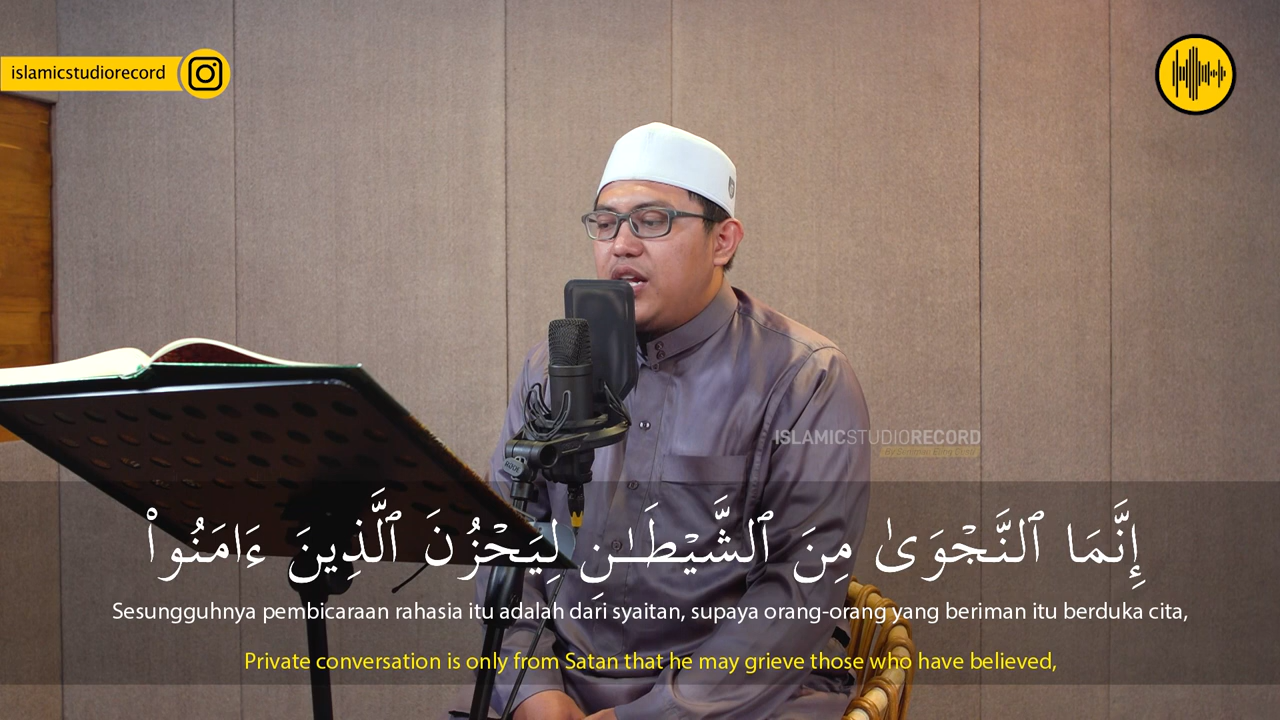 islamicstudiorecord
ISLAMICSTUDIORECORD
إِنَّمَا ٱلنَّجْوَىٰ مِنَ ٱلشَّيْطَـٰنِ لِيَحْزُنَ ٱلَّذِينَ ءَامَنُوا۟
Sesungguhnya pembicaraan rahasia itu adalah dari syaitan, supaya orang-orang yang beriman itu berduka cita,
Private conversation is only from Satan that he may grieve those who have believed,